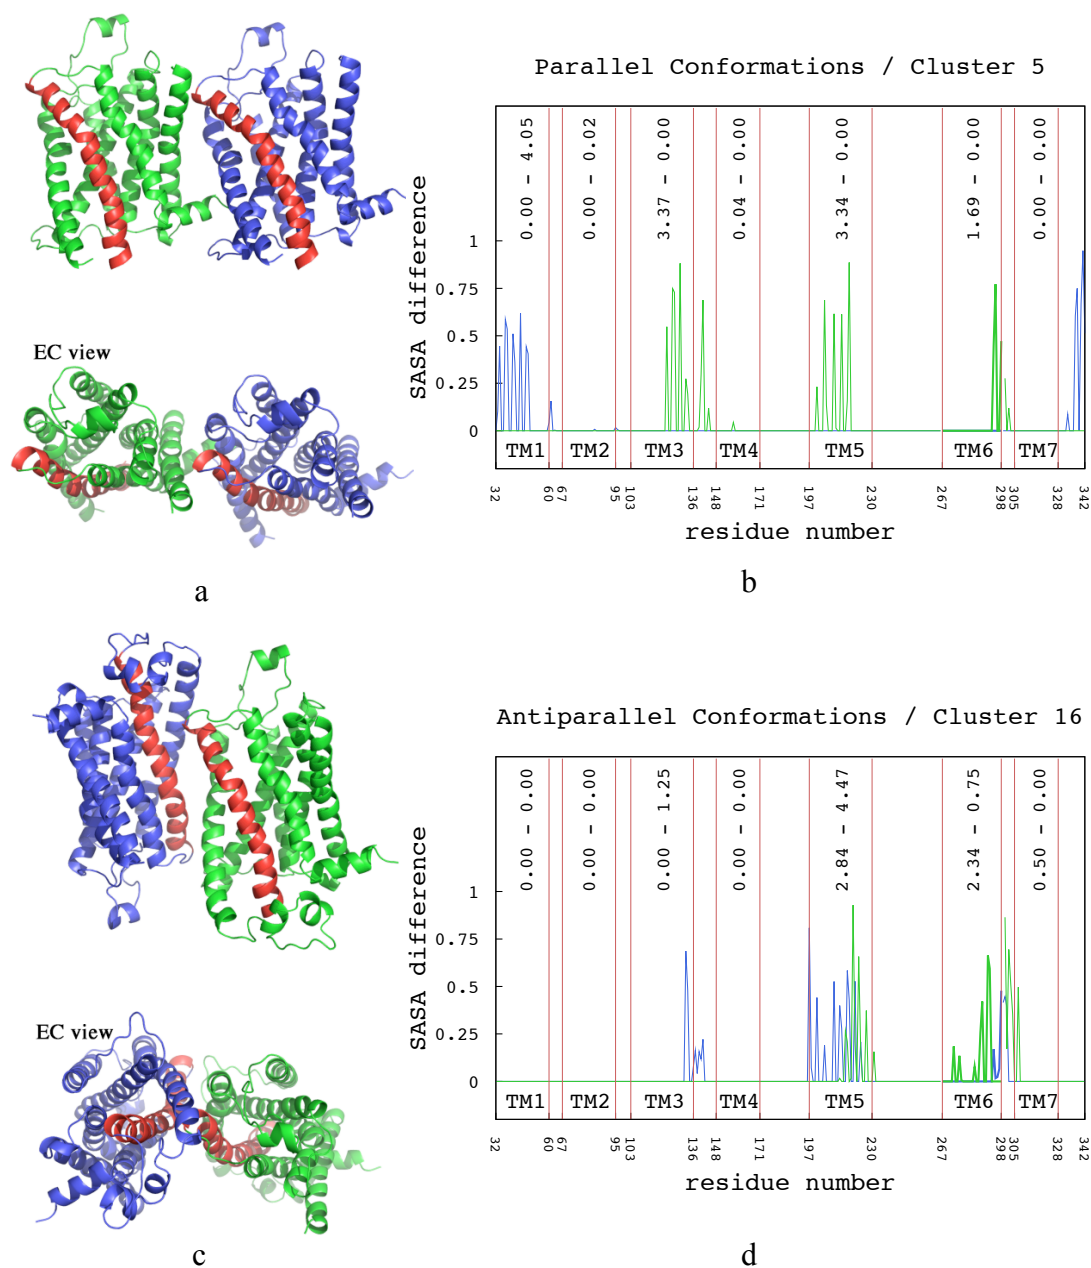 Parallel Conformations / Cluster 5
0.00 - 4.05
0.00 - 0.02
3.37 - 0.00
0.04 - 0.00
3.34 - 0.00
1.69 - 0.00
0.00 - 0.00
SASA difference
1
0.75
0.5
0.25
0
TM1 TM2 TM3 TM4 TM5 TM6 TM7
32 60 67 95 103 136 148 171 197 230 267 298 305 328 342
residue number
EC view
a
b
Antiparallel Conformations / Cluster 16
0.00 - 0.00
0.00 - 0.00
0.00 - 1.25
0.00 - 0.00
2.84 - 4.47
2.34 - 0.75
0.50 - 0.00
SASA difference
1
0.75
0.5
0.25
0
TM1 TM2 TM3 TM4 TM5 TM6 TM7
32 60 67 95 103 136 148 171 197 230 267 298 305 328 342
residue number
EC view
c
d